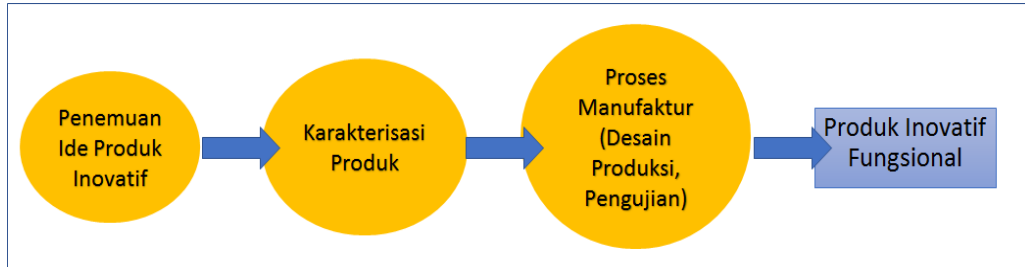 Penemuan
Ide Produk
Inovatif
Karakterisasi
Produk
Proses
Manufaktur
(Desain
Produksi,
Pengujian)
Produk Inovatif
Fungsional